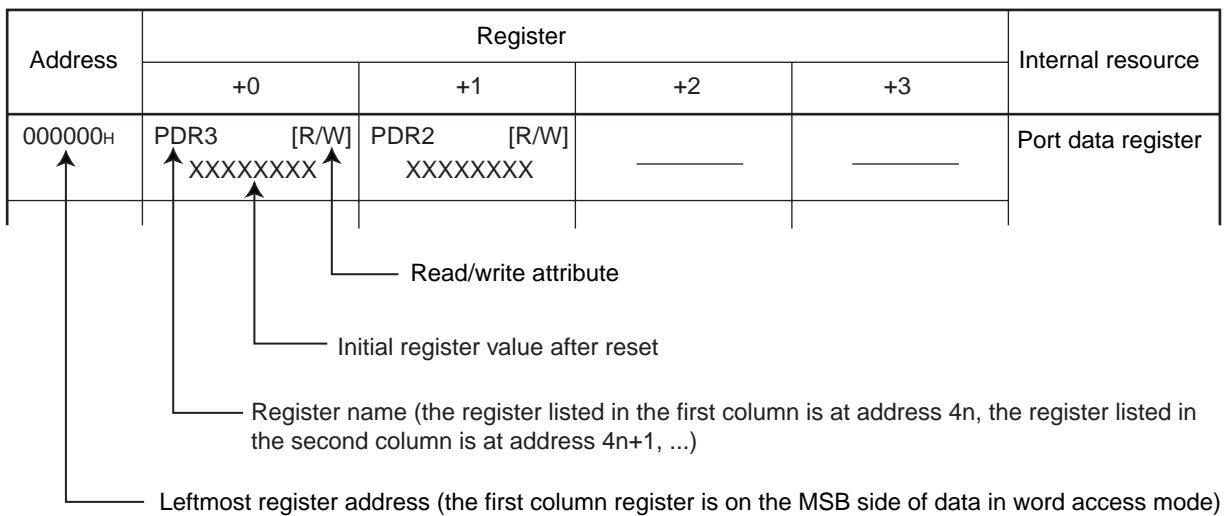 Address Register Internal resource
+0 +1 +2 +3
000000H PDR3 [R/W] PDR2 [R/W] Port data register
XXXXXXXX XXXXXXXX
Read/write attribute
Initial register value after reset
Register name (the register listed in the first column is at address 4n, the register listed in
the second column is at address 4n+1, ...)
Leftmost register address (the first column register is on the MSB side of data in word access mode)